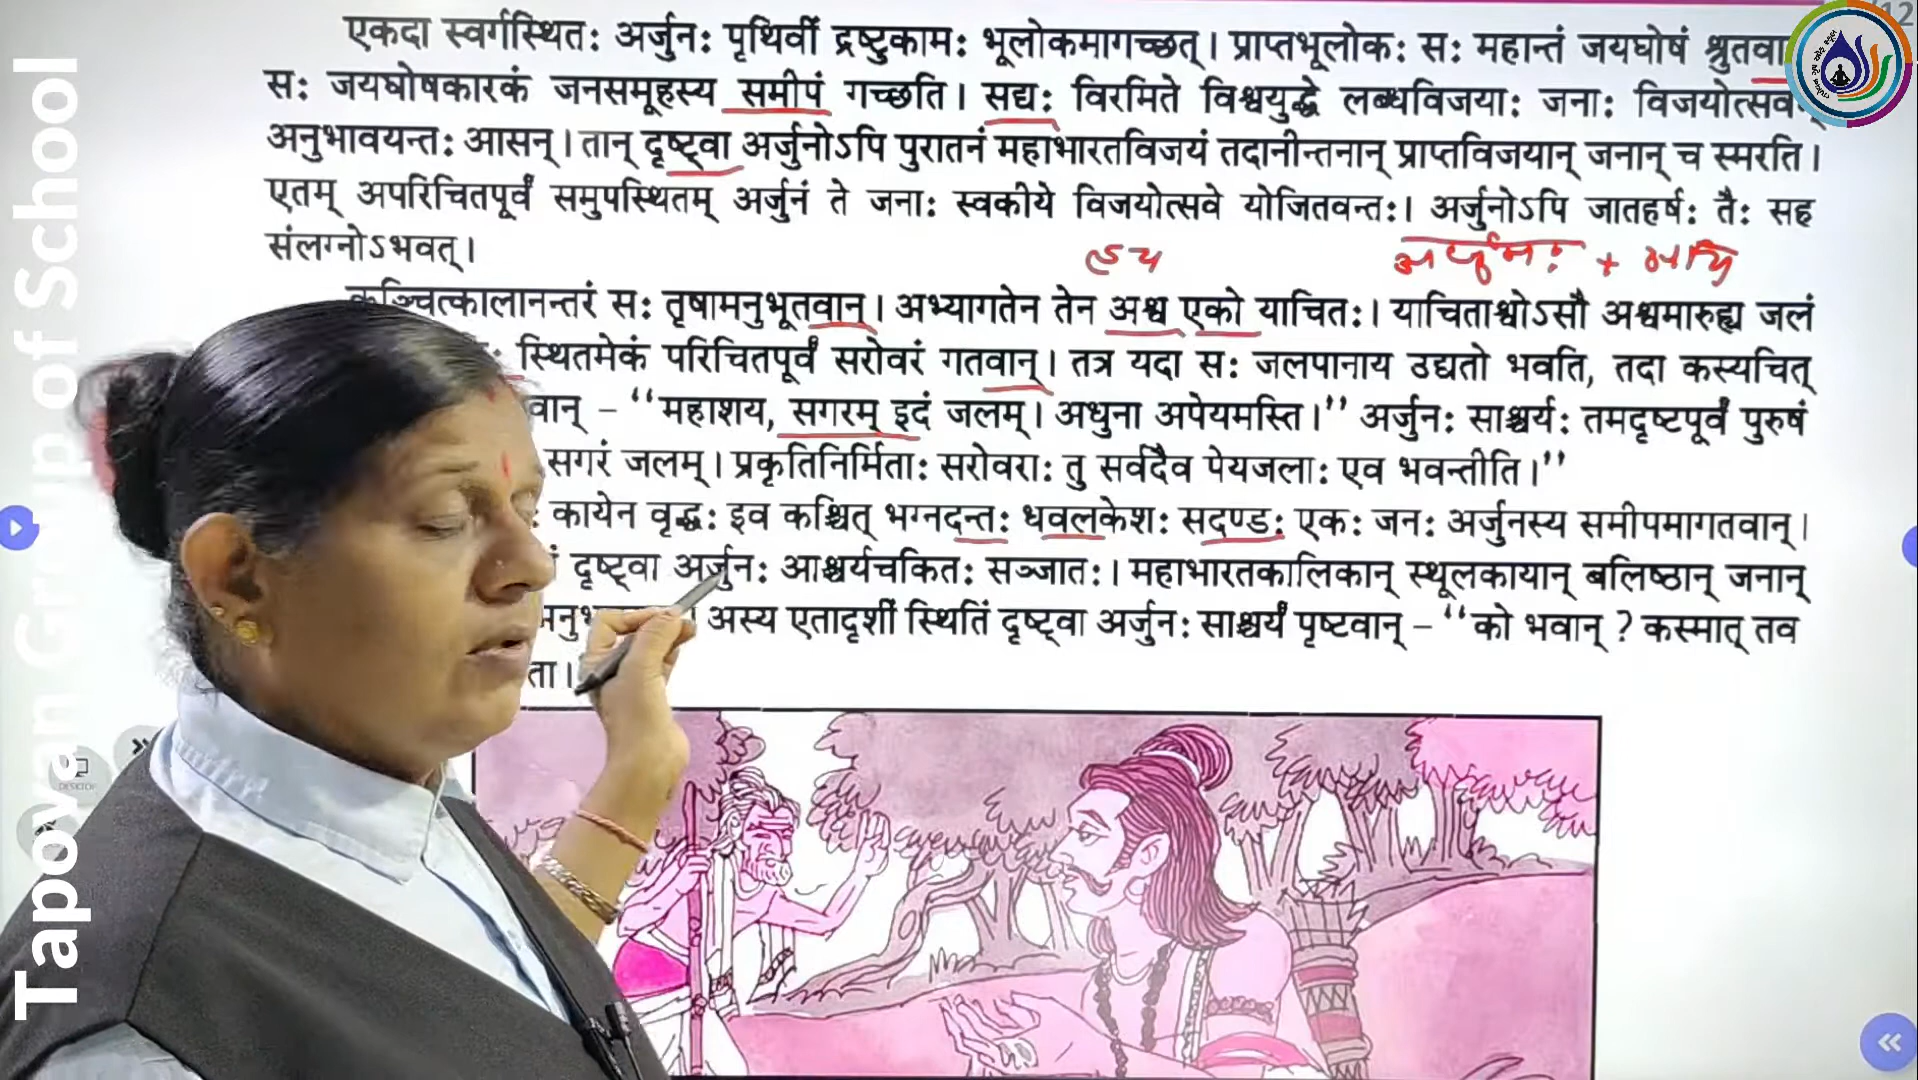 एकदा स्वर्गस्थितः अर्जुनः पृथिवीं द्रष्टुकामः भूलोकमागच्छत्। प्राप्तभूलोकः सः महान्तं जयघोषं श्रुतवा
सः जयघोषकारकं जनसमूहस्य समीपं गच्छति। सद्यः विरमिते विश्वयुद्धे लब्धविजयाः जनाः विजयोत्सव
अनुभावयन्तः आसन्। तान् दृष्ट्वा अर्जुनोऽपि पुरातनं महाभारतविजयं तदानीन्तनान् प्राप्तविजयान् जनान् च स्मरति।
एतम् अपरिचितपूर्वं समुपस्थितम् अर्जुनं ते जनाः स्वकीये विजयोत्सवे योजितवन्तः। अर्जुनोऽपि जातहर्षः तैः सह
संलग्नोऽभवत्।
अर्जुनः + अपि
कञ्चित्कालानन्तरं सः तृषामनुभूतवान्। अभ्यागतेन तेन अश्व एको याचितः। याचिताश्वोऽसौ अश्वमारुह्य जलं
स्थितमेकं परिचितपूर्वं सरोवरं गतवान्। तत्र यदा सः जलपानाय उद्यतो भवति, तदा कस्यचित्
वान् – “महाशय, सगरम् इदं जलम्। अधुना अपेयमस्ति।” अर्जुनः साश्चर्यः तमदृष्टपूर्वं पुरुषं
सगरं जलम्। प्रकृतिनिर्मिताः सरोवराः तु सर्वदैव पेयजलाः एव भवन्तीति।”
कायेन वृद्धः इव कश्चित् भग्नदन्तः धवलकेशः सदण्डः एकः जनः अर्जुनस्य समीपमागतवान्।
दृष्ट्वा अर्जुनः आश्चर्यचकितः सञ्जातः। महाभारतकालिकान् स्थूलकायान् बलिष्ठान् जनान्
अस्य एतादृशीं स्थितिं दृष्ट्वा अर्जुनः साश्चर्यं पृष्टवान् – “को भवान् ? कस्मात् तव
ता।
Tapovan Group of School
DESKTOP
12